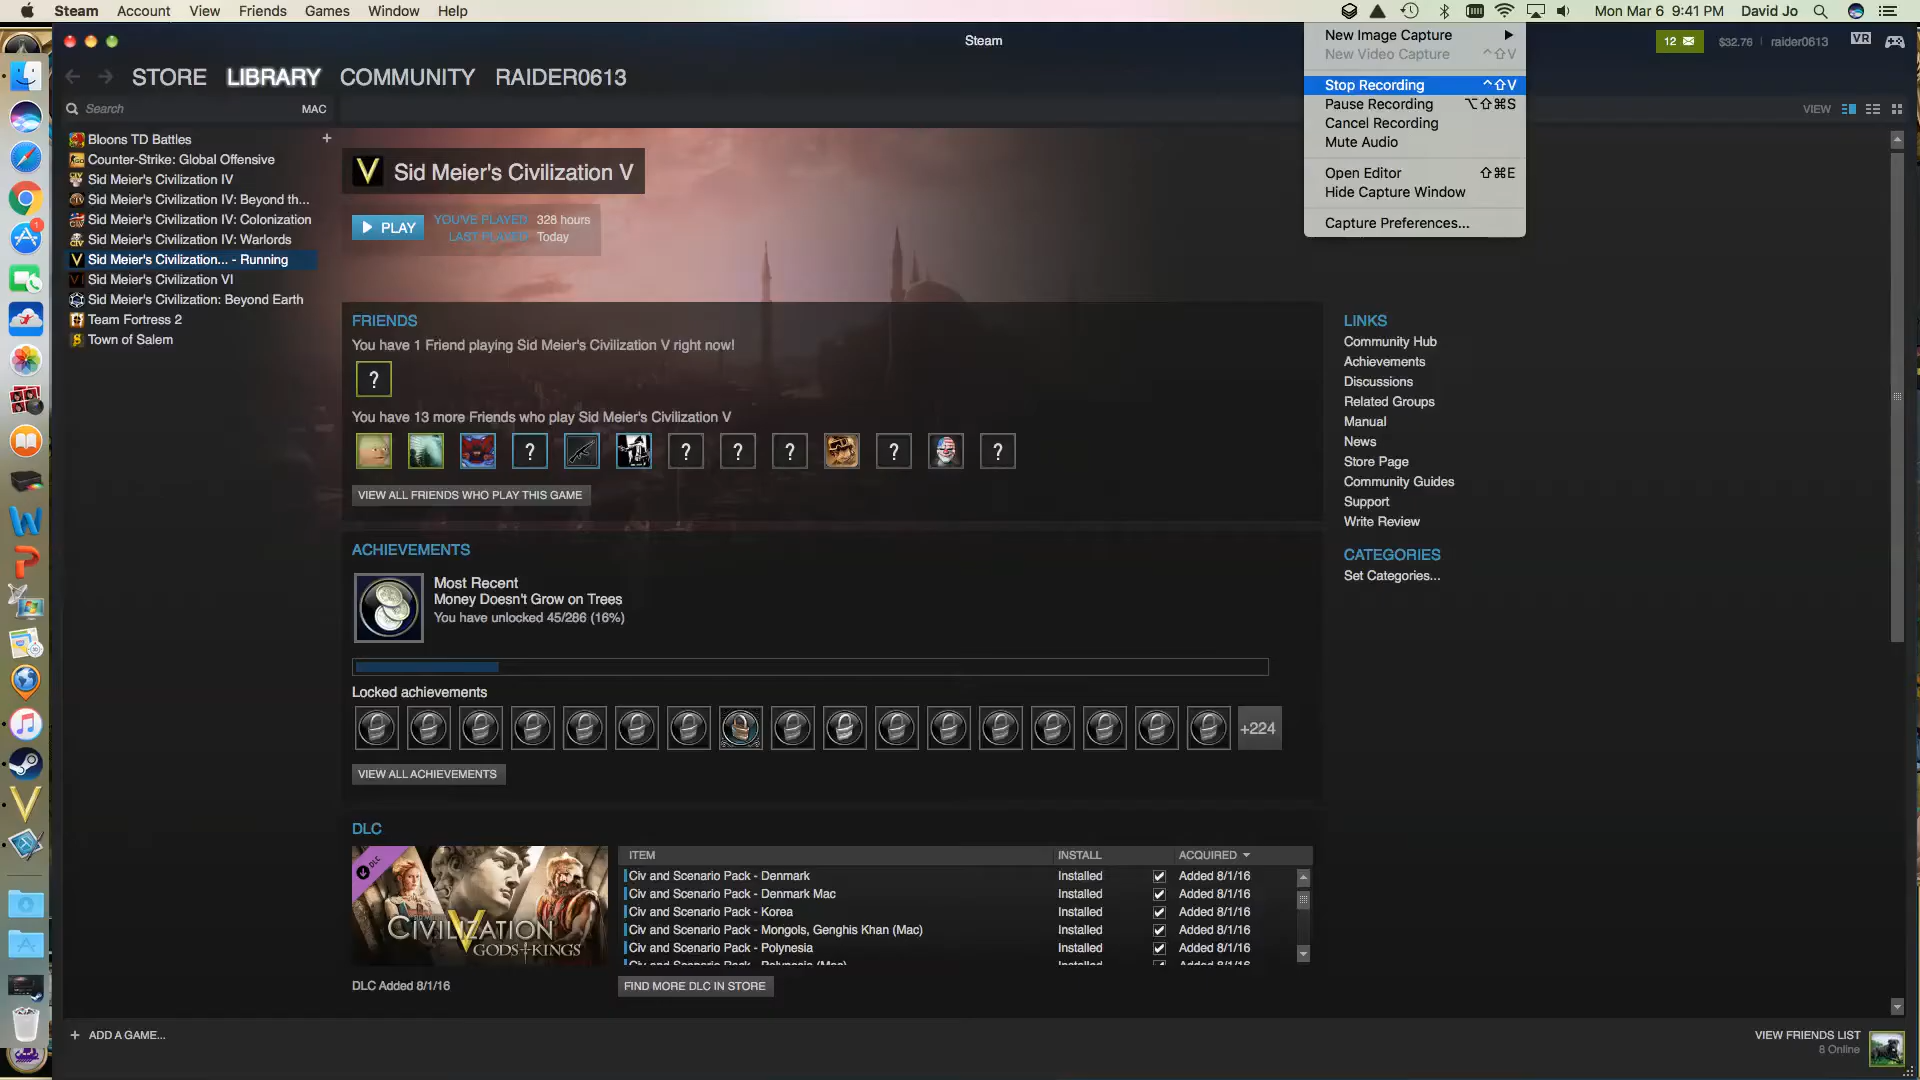 Steam Account View Friends Games Window Help
Mon Mar 6 9:41 PM David Jo
Steam
12 $32.76 raider0613 VR
New Image Capture
New Video Capture ^⇧V
Stop Recording ^⇧V
Pause Recording ⌥⇧⌘S
Cancel Recording
Mute Audio
Open Editor ⇧⌘E
Hide Capture Window
Capture Preferences...
STORE LIBRARY COMMUNITY RAIDER0613
Search MAC
VIEW
Bloons TD Battles
Counter-Strike: Global Offensive
Sid Meier's Civilization IV
Sid Meier's Civilization IV: Beyond th...
Sid Meier's Civilization IV: Colonization
Sid Meier's Civilization IV: Warlords
Sid Meier's Civilization... - Running
Sid Meier's Civilization VI
Sid Meier's Civilization: Beyond Earth
Team Fortress 2
Town of Salem
Sid Meier's Civilization V
PLAY
YOU'VE PLAYED 328 hours
LAST PLAYED Today
FRIENDS
You have 1 Friend playing Sid Meier's Civilization V right now!
?
You have 13 more Friends who play Sid Meier's Civilization V
? ? ? ? ? ?
VIEW ALL FRIENDS WHO PLAY THIS GAME
ACHIEVEMENTS
Most Recent
Money Doesn't Grow on Trees
You have unlocked 45/286 (16%)
Locked achievements
+224
VIEW ALL ACHIEVEMENTS
DLC
DLC
CIVILIZATION V
GODS + KINGS
DLC Added 8/1/16
ITEM INSTALL ACQUIRED
Civ and Scenario Pack - Denmark Installed Added 8/1/16
Civ and Scenario Pack - Denmark Mac Installed Added 8/1/16
Civ and Scenario Pack - Korea Installed Added 8/1/16
Civ and Scenario Pack - Mongols, Genghis Khan (Mac) Installed Added 8/1/16
Civ and Scenario Pack - Polynesia Installed Added 8/1/16
Civ and Scenario Pack - Polynesia (Mac) Installed Added 8/1/16
FIND MORE DLC IN STORE
LINKS
Community Hub
Achievements
Discussions
Related Groups
Manual
News
Store Page
Community Guides
Support
Write Review
CATEGORIES
Set Categories...
+ ADD A GAME...
VIEW FRIENDS LIST
8 Online